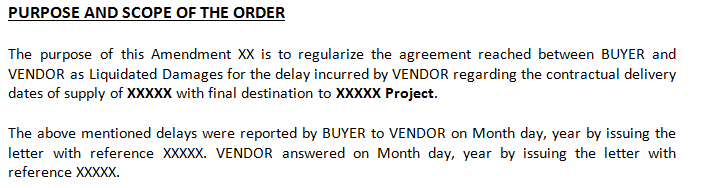 PURPOSE AND SCOPE OF THE ORDER
The purpose of this Amendment XX is to regularize the agreement reached between BUYER and
VENDOR as Liquidated Damages for the delay incurred by VENDOR regarding the contractual delivery
dates of supply of XXXXX with final destination to XXXXX Project.
The above mentioned delays were reported by BUYER to VENDOR on Month day, year by issuing the
letter with reference XXXXX. VENDOR answered on Month day, year by issuing the letter with
reference XXXXX.